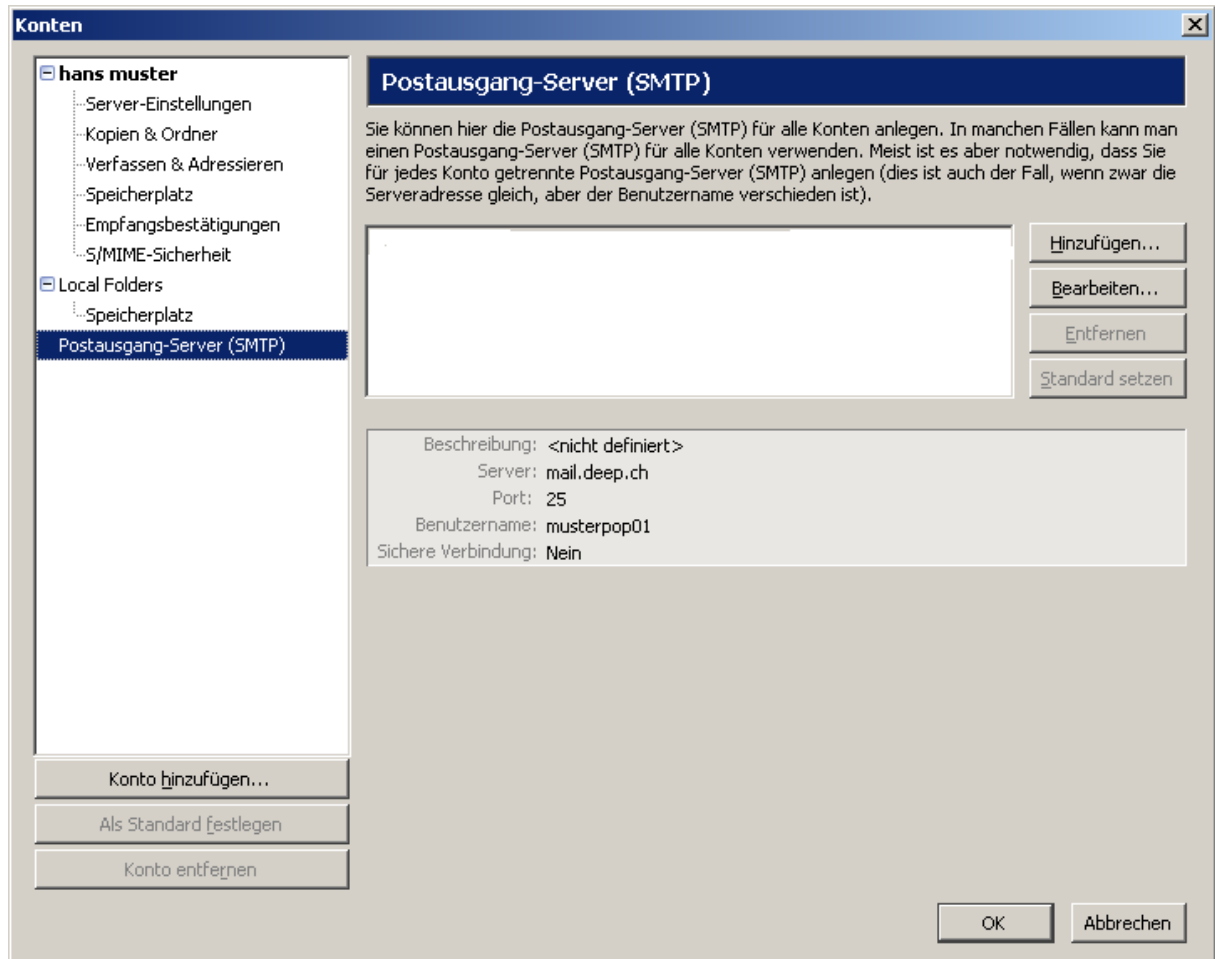 Konten
hans muster
Server-Einstellungen
Kopien & Ordner
Verfassen & Adressieren
Speicherplatz
Empfangsbestätigungen
S/MIME-Sicherheit
Local Folders
Speicherplatz
Postausgang-Server (SMTP)
Konto hinzufügen...
Als Standard festlegen
Konto entfernen
Postausgang-Server (SMTP)
Sie können hier die Postausgang-Server (SMTP) für alle Konten anlegen. In manchen Fällen kann man
einen Postausgang-Server (SMTP) für alle Konten verwenden. Meist ist es aber notwendig, dass Sie
für jedes Konto getrennte Postausgang-Server (SMTP) anlegen (dies ist auch der Fall, wenn zwar die
Serveradresse gleich, aber der Benutzername verschieden ist).
Hinzufügen...
Bearbeiten...
Entfernen
Standard setzen
Beschreibung: <nicht definiert>
Server: mail.deep.ch
Port: 25
Benutzername: musterpop01
Sichere Verbindung: Nein
OK
Abbrechen